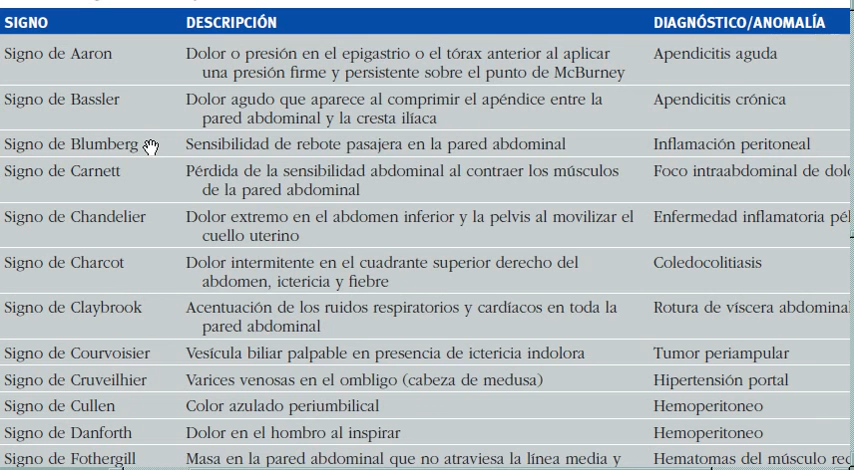 SIGNO DESCRIPCIÓN DIAGNÓSTICO/ANOMALÍA
Signo de Aaron Dolor o presión en el epigastrio o el tórax anterior al aplicar Apendicitis aguda
una presión firme y persistente sobre el punto de McBurney
Signo de Bassler Dolor agudo que aparece al comprimir el apéndice entre la Apendicitis crónica
pared abdominal y la cresta ilíaca
Signo de Blumberg Sensibilidad de rebote pasajera en la pared abdominal Inflamación peritoneal
Signo de Carnett Pérdida de la sensibilidad abdominal al contraer los músculos Foco intraabdominal de
de la pared abdominal
Signo de Chandelier Dolor extremo en el abdomen inferior y la pelvis al movilizar el Enfermedad inflamatoria
cuello uterino
Signo de Charcot Dolor intermitente en el cuadrante superior derecho del Coledocolitiasis
abdomen, ictericia y fiebre
Signo de Claybrook Acentuación de los ruidos respiratorios y cardíacos en toda la Rotura de víscera abdominal
pared abdominal
Signo de Courvoisier Vesícula biliar palpable en presencia de ictericia indolora Tumor periampular
Signo de Cruveilhier Varices venosas en el ombligo (cabeza de medusa) Hipertensión portal
Signo de Cullen Color azulado periumbilical Hemoperitoneo
Signo de Danforth Dolor en el hombro al inspirar Hemoperitoneo
Signo de Fothergill Masa en la pared abdominal que no atraviesa la línea media y Hematomas del músculo